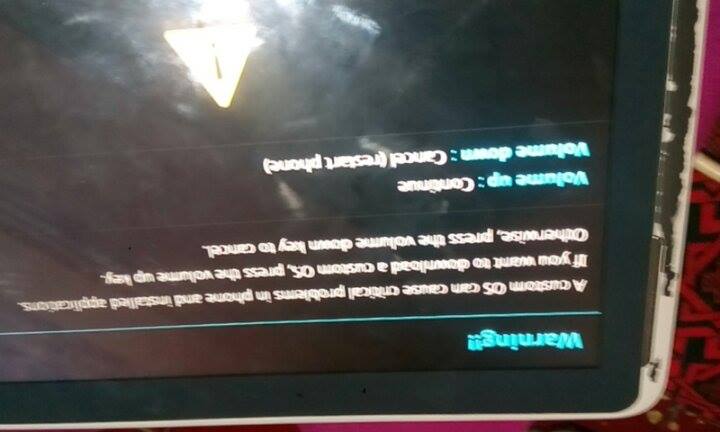 Warning!!
A custom OS can cause critical problems in phone and installed applications.
If you want to download a custom OS, press the volume up key.
Otherwise, press the volume down key to cancel.
Volume up : Continue
Volume down : Cancel (restart phone)